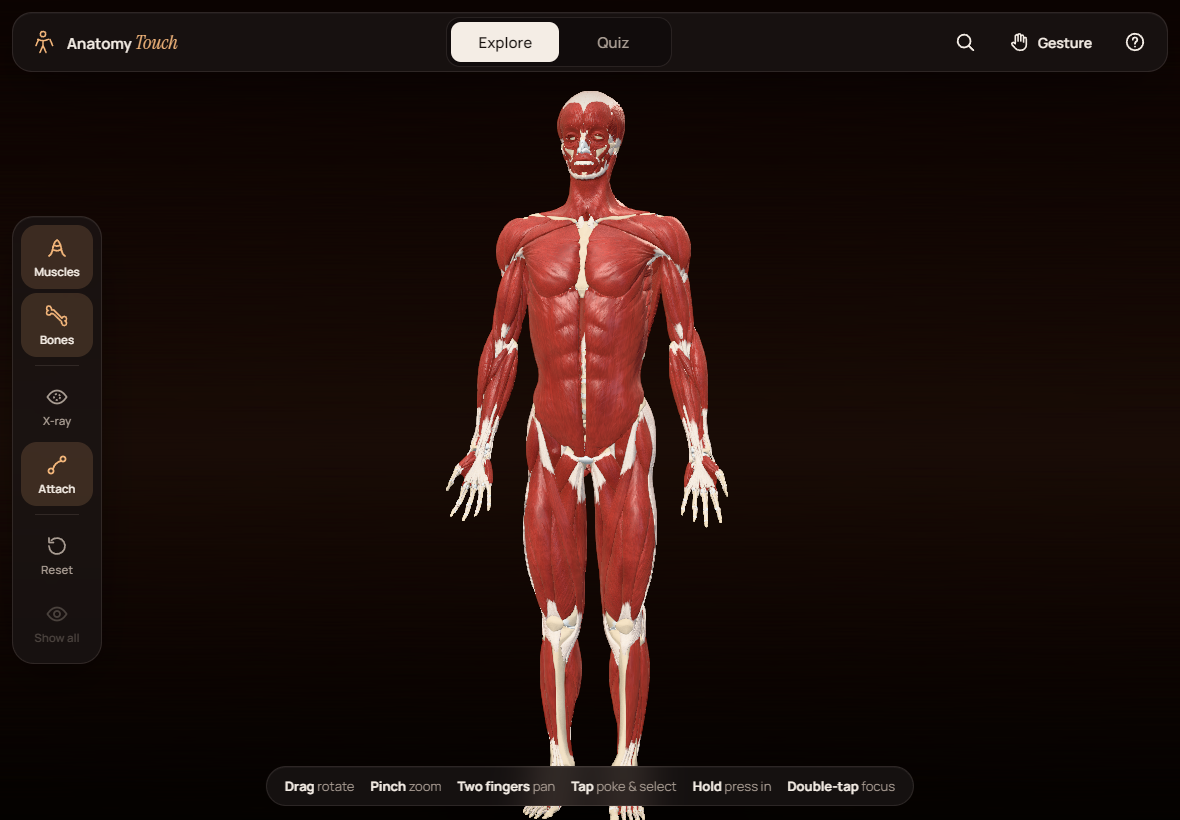 Anatomy Touch
Explore
Quiz
Gesture
Muscles
Bones
X-ray
Attach
Reset
Show all
Drag rotate Pinch zoom Two fingers pan Tap poke & select Hold press in Double-tap focus